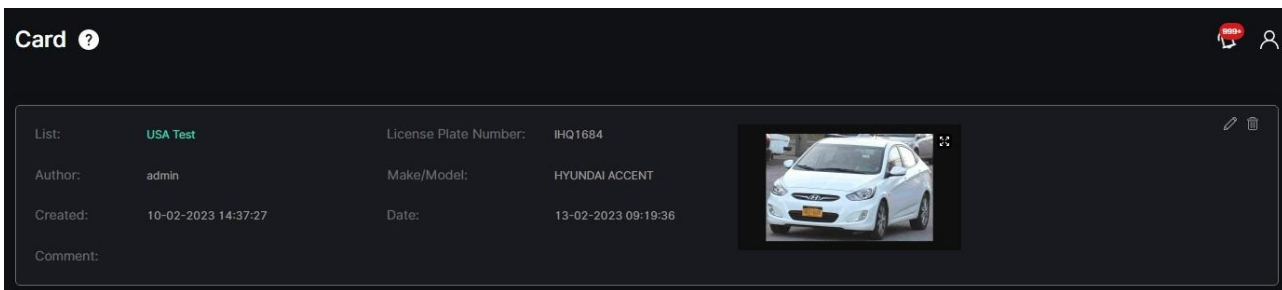 Card ?
999+
List: USA Test License Plate Number: IHQ1684
Author: admin Make/Model: HYUNDAI ACCENT
Created: 10-02-2023 14:37:27 Date: 13-02-2023 09:19:36
Comment: